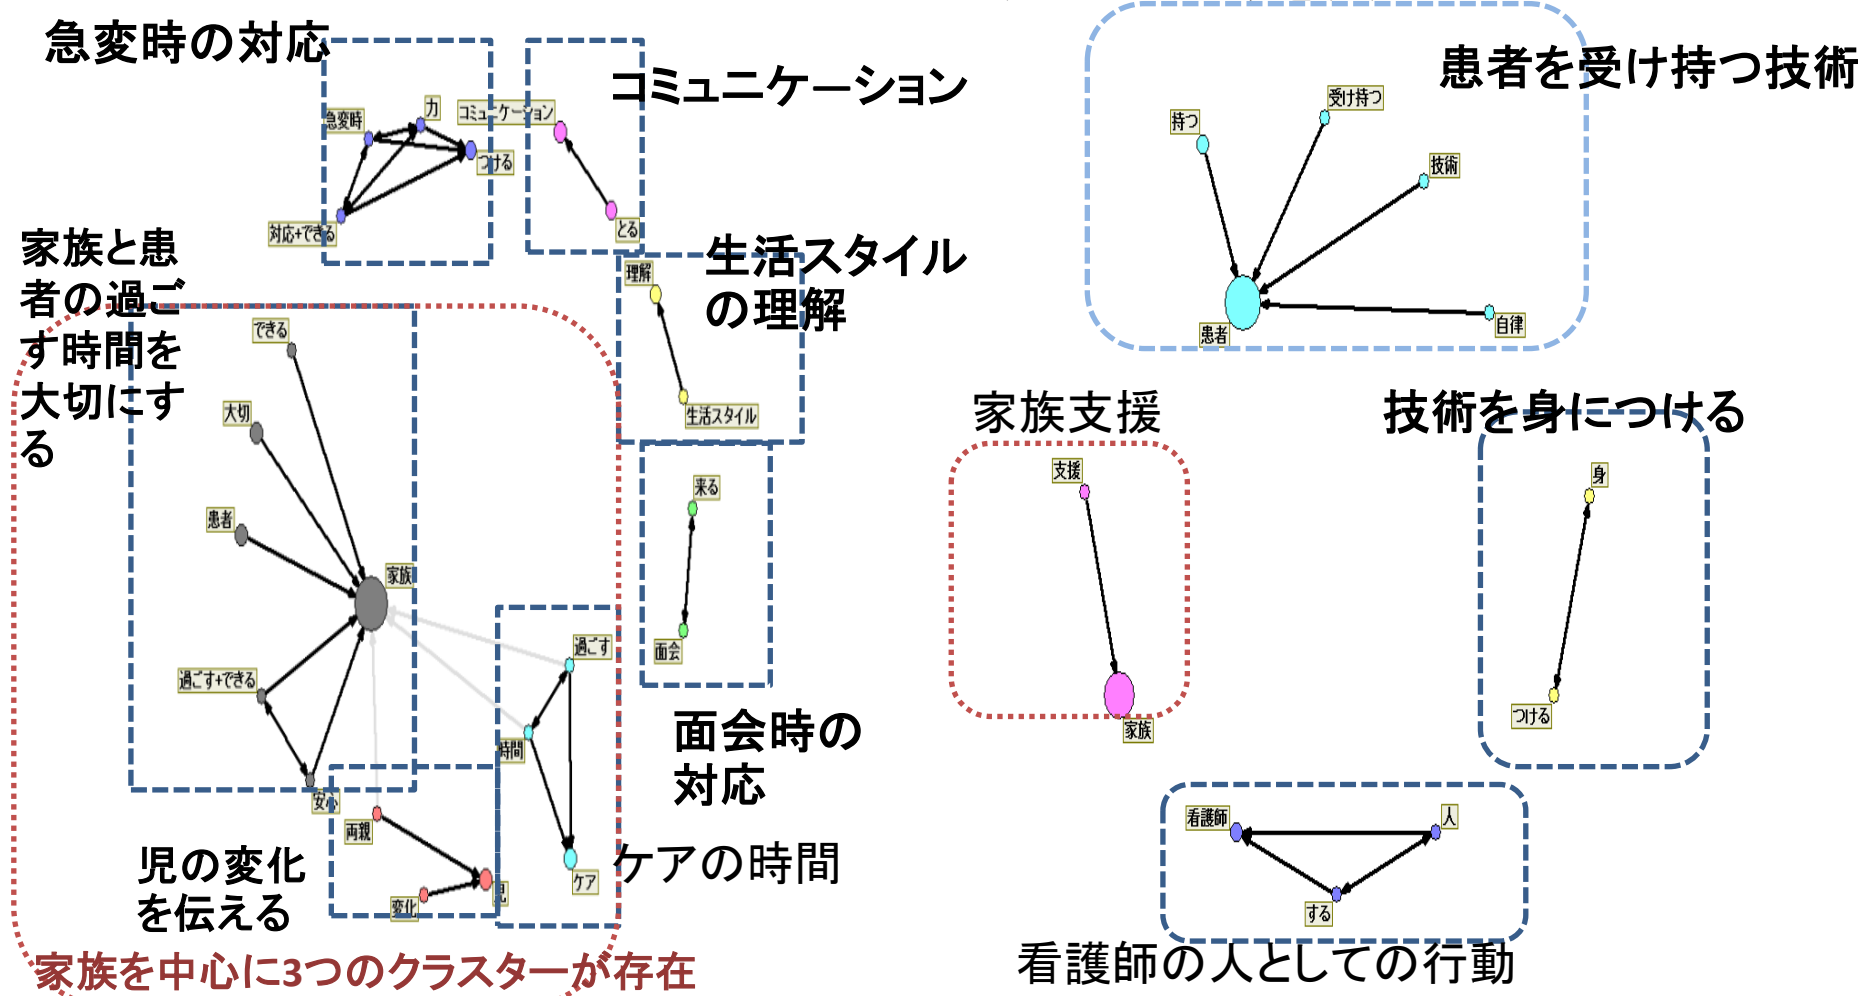 急変時の対応
コミュニケーション
患者を受け持つ技術
急変時
力
コミュニケーション
つける
対応+できる
とる
持つ
受け持つ
技術
患者
自律
家族と患
者の過ご
す時間を
大切にす
る
理解
生活スタイル
の理解
生活スタイル
できる
大切
患者
家族
過ごす+できる
安心
来る
面会
面会時の
対応
過ごす
時間
ケア
ケアの時間
両親
変化
児
児の変化
を伝える
家族を中心に3つのクラスターが存在
家族支援
支援
家族
技術を身につける
身
つける
看護師
人
する
看護師の人としての行動